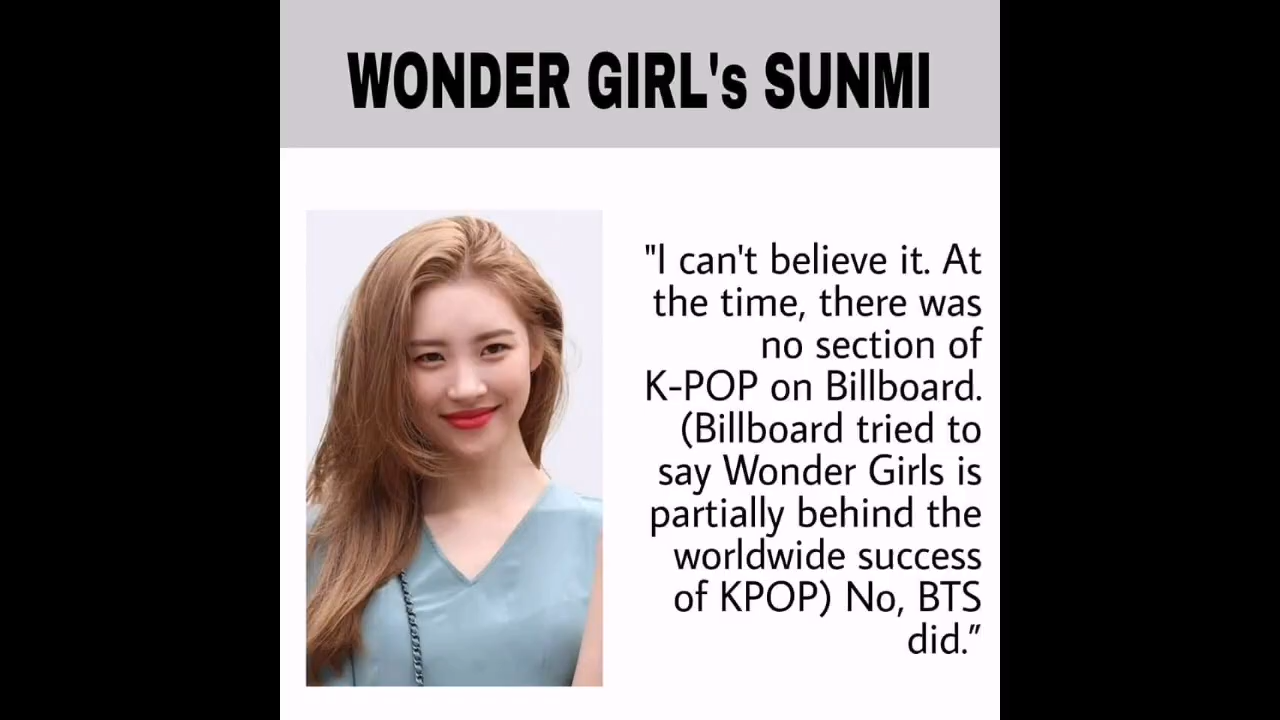 WONDER GIRL's SUNMI
"I can't believe it. At
the time, there was
no section of
K-POP on Billboard.
(Billboard tried to
say Wonder Girls is
partially behind the
worldwide success
of KPOP) No, BTS
did.”